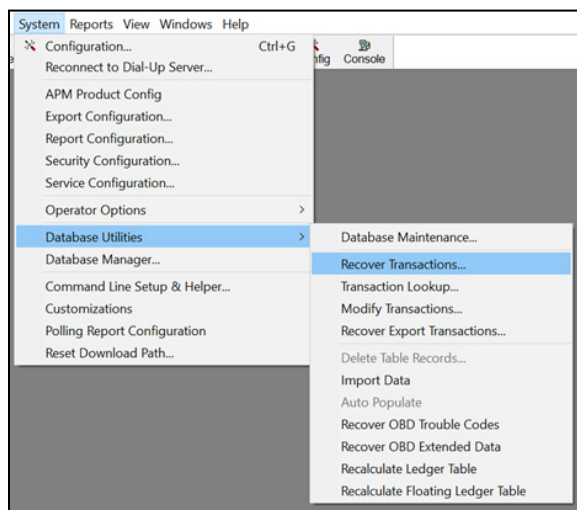 System Reports View Windows Help
Configuration... Ctrl+G
fig Console
Reconnect to Dial-Up Server...
APM Product Config
Export Configuration...
Report Configuration...
Security Configuration...
Service Configuration...
Operator Options >
Database Utilities >
Database Manager...
Command Line Setup & Helper...
Customizations
Polling Report Configuration
Reset Download Path...
Database Maintenance...
Recover Transactions...
Transaction Lookup...
Modify Transactions...
Recover Export Transactions...
Delete Table Records...
Import Data
Auto Populate
Recover OBD Trouble Codes
Recover OBD Extended Data
Recalculate Ledger Table
Recalculate Floating Ledger Table